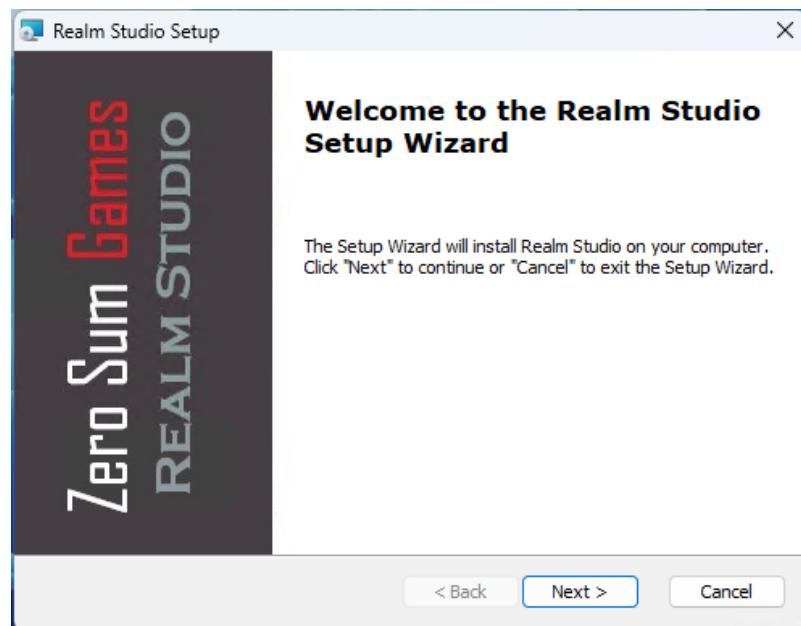 Realm Studio Setup
Zero Sum Games
REALM STUDIO
Welcome to the Realm Studio
Setup Wizard
The Setup Wizard will install Realm Studio on your computer.
Click "Next" to continue or "Cancel" to exit the Setup Wizard.
< Back
Next >
Cancel